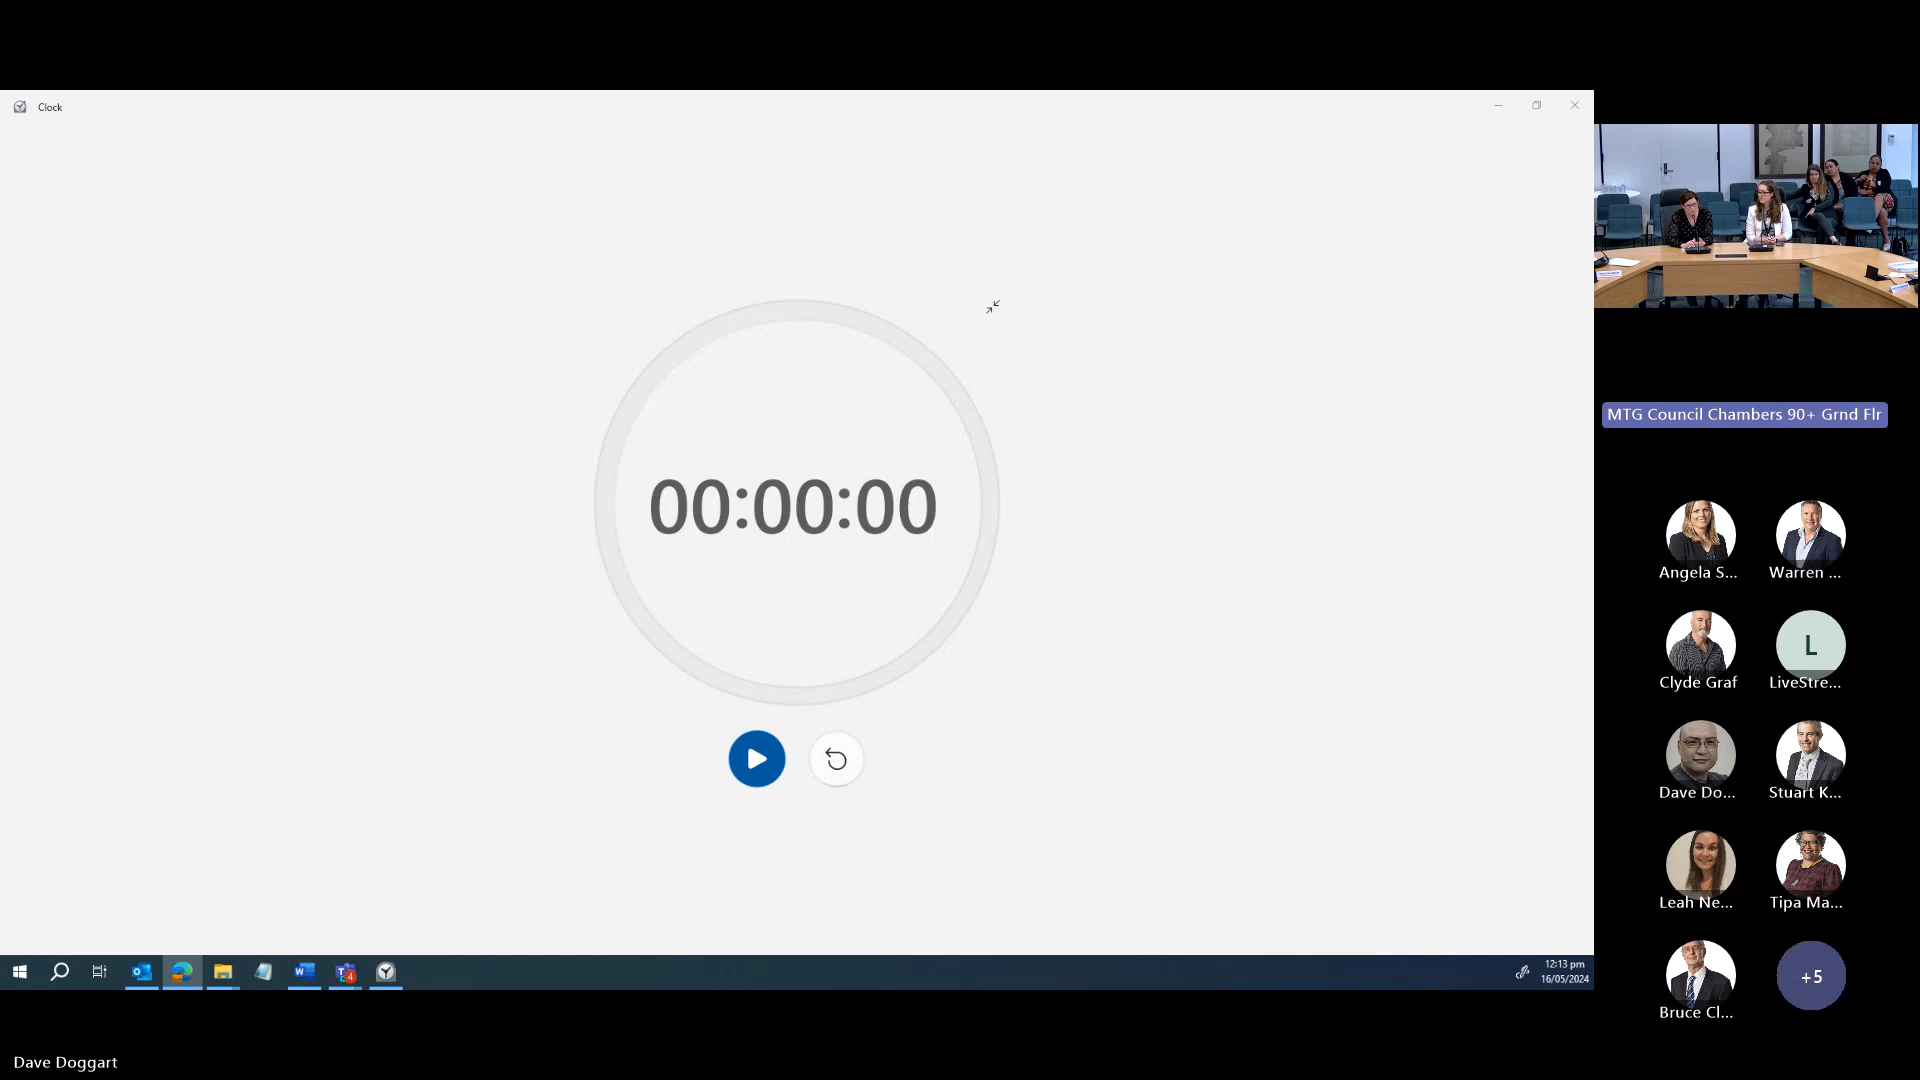 Clock
00:00:00
12:13 pm
16/05/2024
4
MTG Council Chambers 90+ Grnd Flr
Angela S...
Warren ...
Clyde Graf
L
LiveStre...
Dave Do...
Stuart K...
Leah Ne...
Tipa Ma...
Bruce Cl...
+5
Dave Doggart